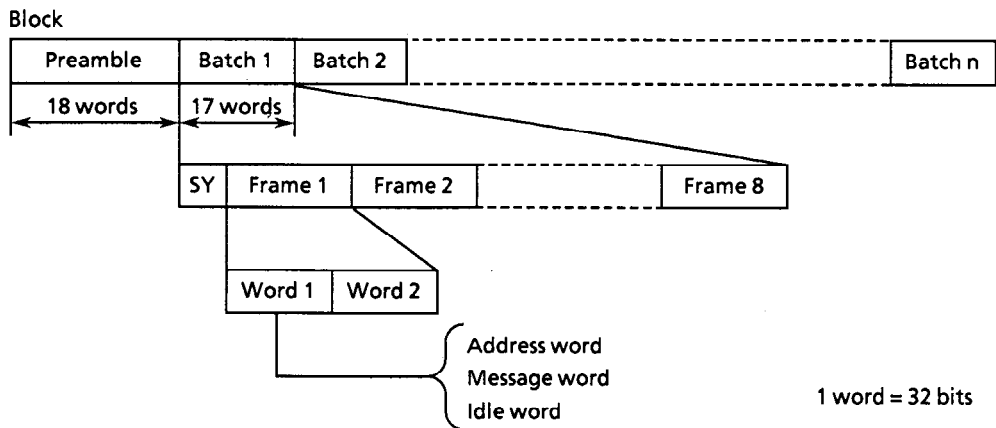 Block
Preamble Batch 1 Batch 2 Batch n
18 words 17 words
SY Frame 1 Frame 2 Frame 8
Word 1 Word 2
Address word
Message word
Idle word
1 word = 32 bits